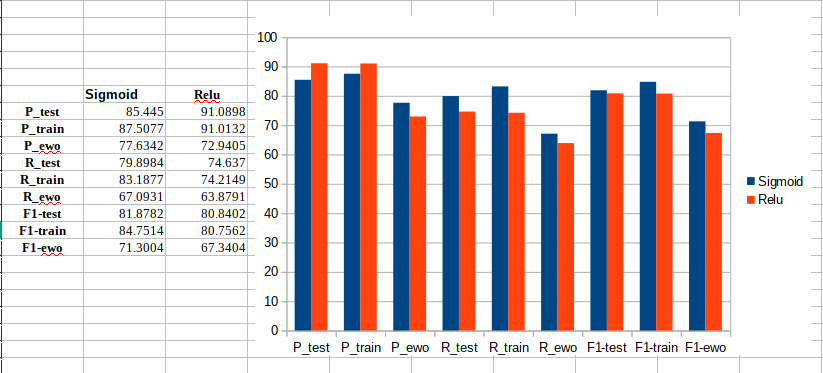 Sigmoid Relu
P_test 85.445 91.0898
P_train 87.5077 91.0132
P_ewo 77.6342 72.9405
R_test 79.8984 74.637
R_train 83.1877 74.2149
R_ewo 67.0931 63.8791
F1-test 81.8782 80.8402
F1-train 84.7514 80.7562
F1-ewo 71.3004 67.3404
100
90
80
70
60
50
40
30
20
10
0
P_test P_train P_ewo R_test R_train R_ewo F1-test F1-train F1-ewo
Sigmoid
Relu